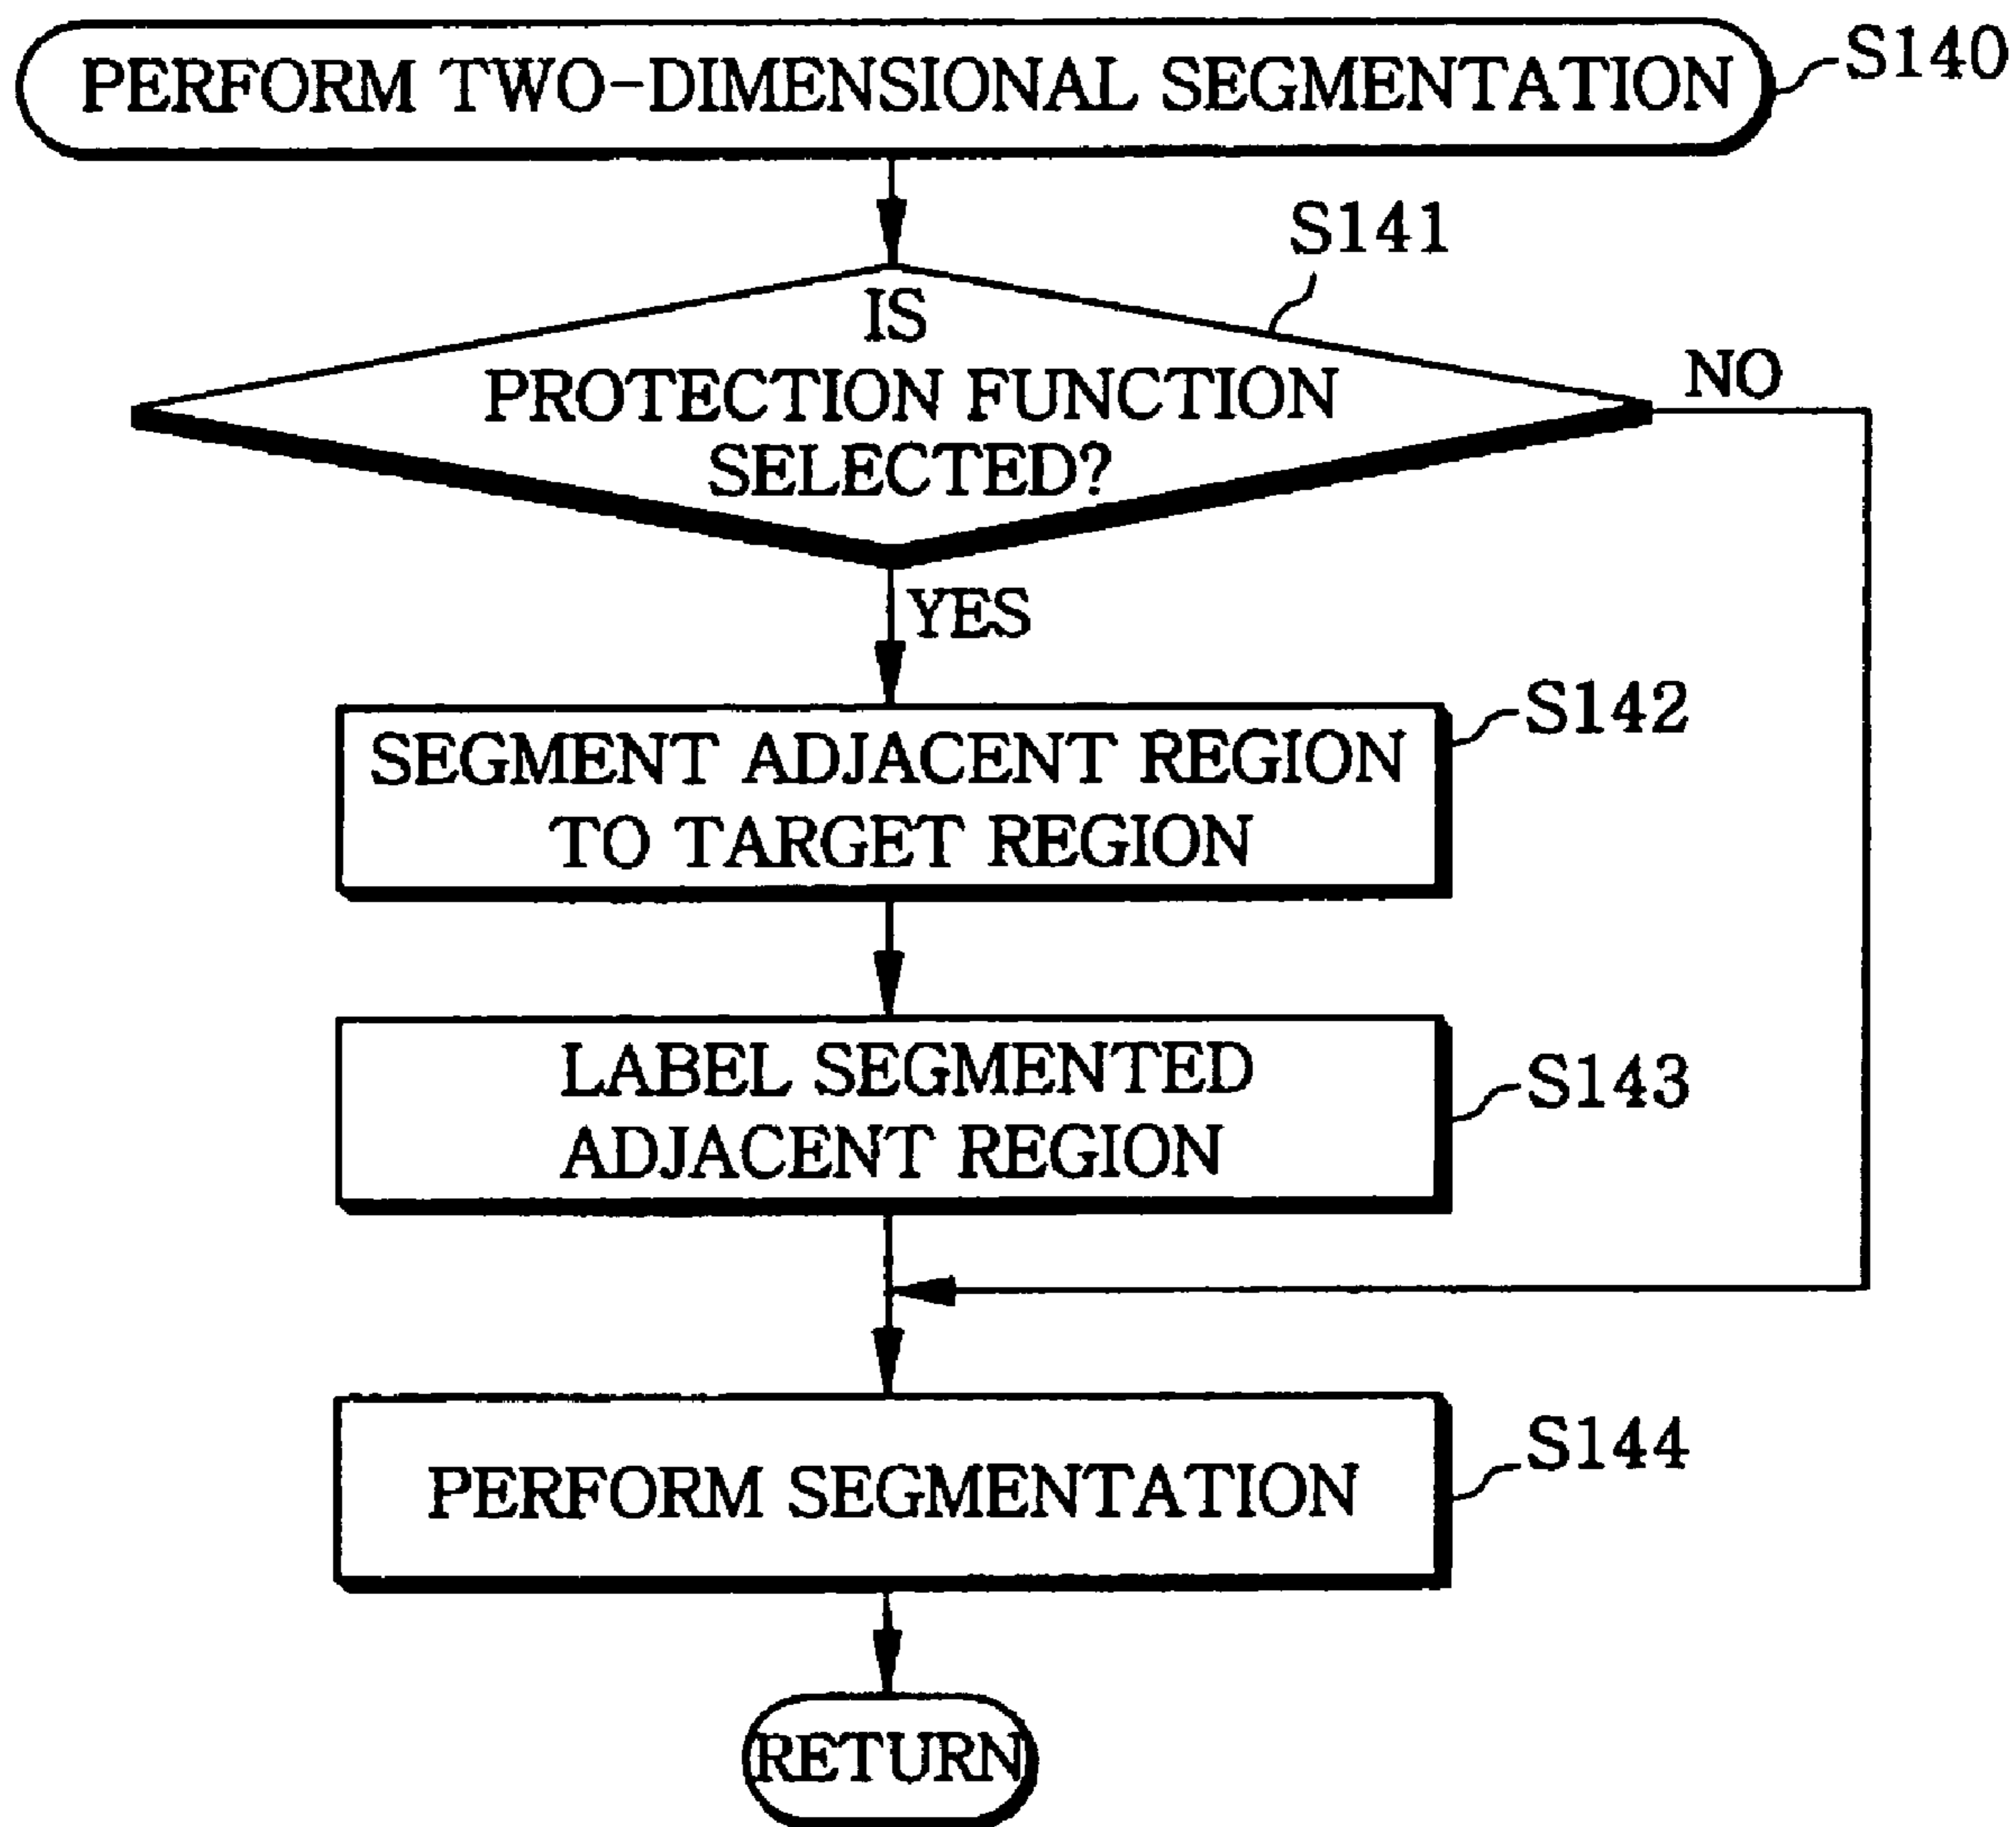 PERFORM TWO-DIMENSIONAL SEGMENTATION
S140
S141
IS
PROTECTION FUNCTION
SELECTED?
NO
YES
S142
SEGMENT ADJACENT REGION
TO TARGET REGION
S143
LABEL SEGMENTED
ADJACENT REGION
S144
PERFORM SEGMENTATION
RETURN